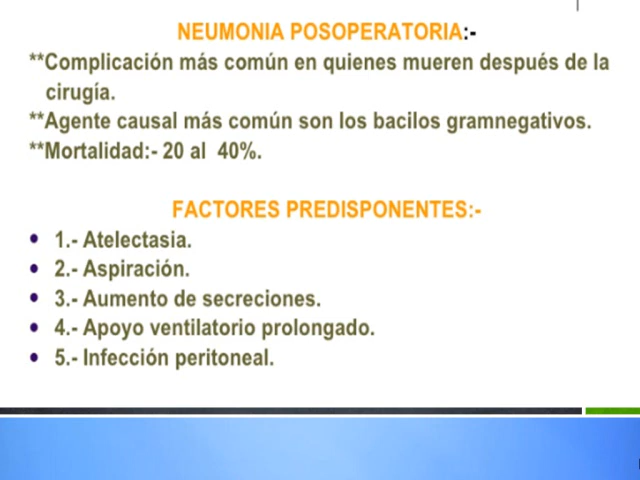 NEUMONIA POSOPERATORIA:-
**Complicación más común en quienes mueren después de la
cirugía.
**Agente causal más común son los bacilos gramnegativos.
**Mortalidad:- 20 al  40%.
FACTORES PREDISPONENTES:-
• 1.- Atelectasia.
• 2.- Aspiración.
• 3.- Aumento de secreciones.
• 4.- Apoyo ventilatorio prolongado.
• 5.- Infección peritoneal.